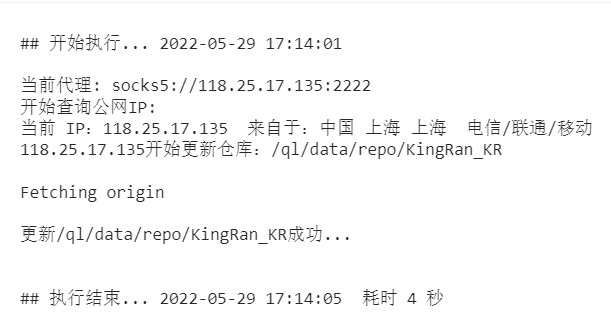 ## 开始执行... 2022-05-29 17:14:01
当前代理: socks5://118.25.17.135:2222
开始查询公网IP:
当前 IP：118.25.17.135  来自于：中国 上海 上海  电信/联通/移动
118.25.17.135开始更新仓库：/ql/data/repo/KingRan_KR
Fetching origin
更新/ql/data/repo/KingRan_KR成功...
## 执行结束... 2022-05-29 17:14:05  耗时 4 秒